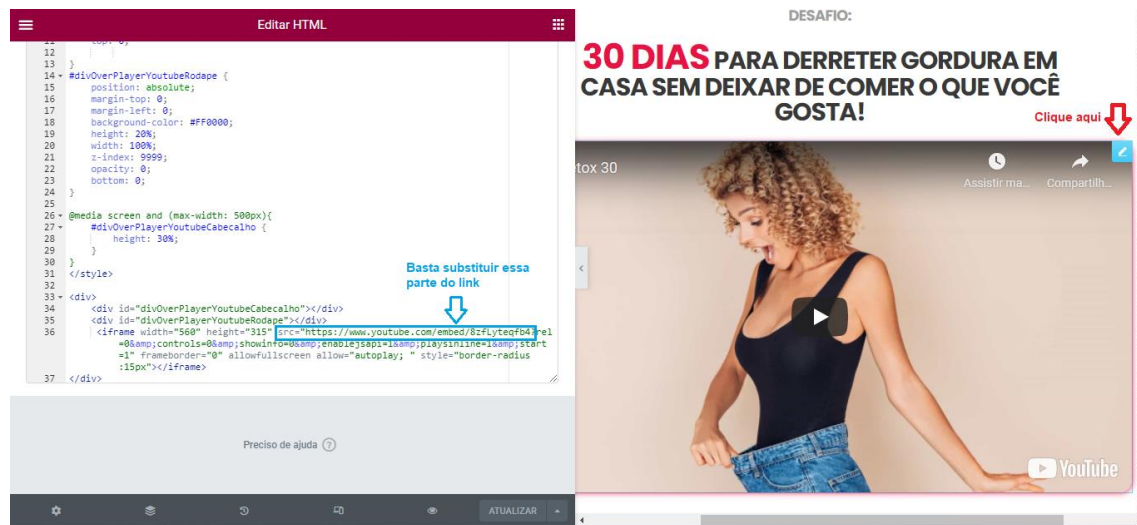 Editar HTML
11 top: 0;
12
13 }
14 #divOverPlayerYoutubeRodape {
15 position: absolute;
16 margin-top: 0;
17 margin-left: 0;
18 background-color: #FF0000;
19 height: 20%;
20 width: 100%;
21 z-index: 9999;
22 opacity: 0;
23 bottom: 0;
24 }
25
26 @media screen and (max-width: 500px){
27 #divOverPlayerYoutubeCabecalho {
28 height: 30%;
29 }
30 }
31 </style>
32
33 <div>
34 <div id="divOverPlayerYoutubeCabecalho"></div>
35 <div id="divOverPlayerYoutubeRodape"></div>
36 <iframe width="560" height="315" src="https://www.youtube.com/embed/8zfLyteqfb4?rel
=0&amp;controls=0&amp;showinfo=0&amp;enablejsapi=1&amp;playsinline=1&amp;start
=1" frameborder="0" allowfullscreen allow="autoplay; " style="border-radius
:15px"></iframe>
37 </div>
Basta substituir essa
parte do link
Preciso de ajuda ?
ATUALIZAR
DESAFIO:
30 DIAS PARA DERRETER GORDURA EM
CASA SEM DEIXAR DE COMER O QUE VOCÊ
GOSTA!
Clique aqui
tox 30
Assistir ma...
Compartilh...
YouTube